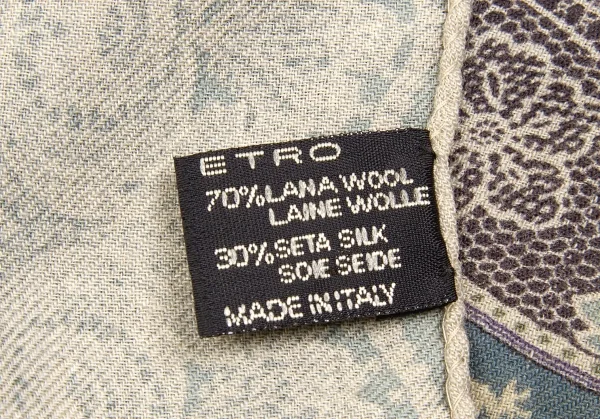 ETRO
70% LANA WOOL
LAINE WOLLE
30% SETA SILK
SOIE SEIDE
MADE IN ITALY